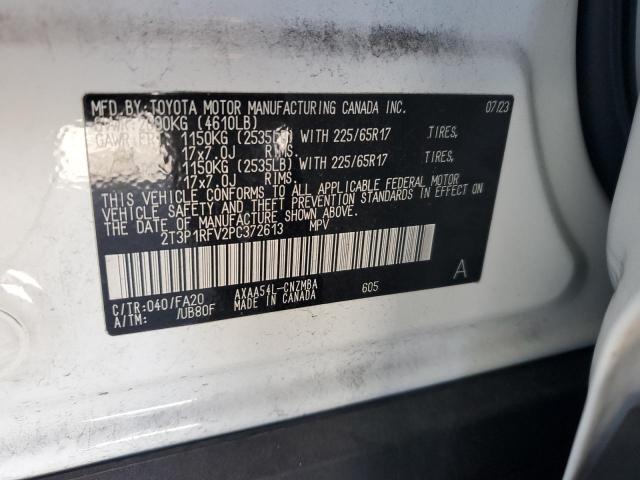 MFD. BY: TOYOTA MOTOR MANUFACTURING CANADA INC. 07/23
(4610LB)
1150KG (2535LB) WITH 225/65R17 TIRES,
17x7.0J RIMS,
1150KG (2535LB) WITH 225/65R17 TIRES,
17x7.0J RIMS
THIS VEHICLE CONFORMS TO ALL APPLICABLE FEDERAL MOTOR
VEHICLE SAFETY AND THEFT PREVENTION STANDARDS IN EFFECT ON
THE DATE OF MANUFACTURE SHOWN ABOVE.
2T3P1RFV2PC372613 MPV
A
C/TR:040/FA20 AXAA54L-CNZMBA 605
A/TM: /UB80F MADE IN CANADA